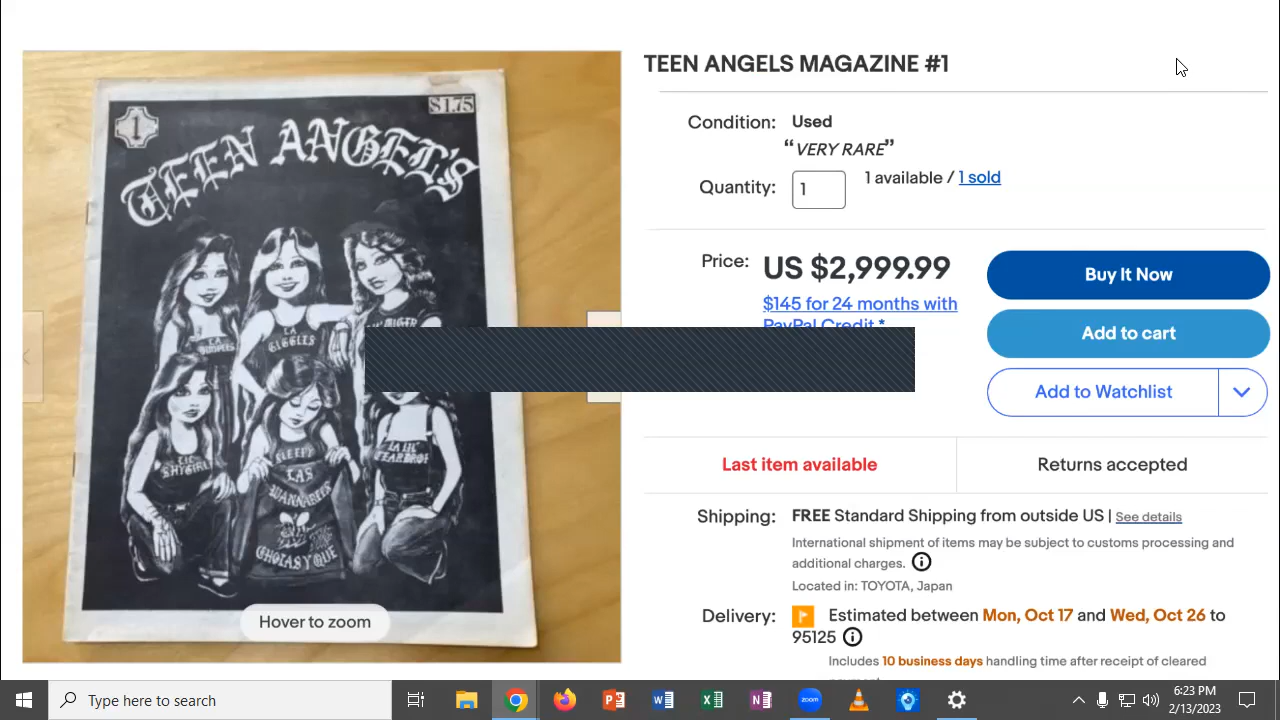 TEEN ANGELS MAGAZINE #1
$1.75
1
TEEN ANGEL'S
LA
GIGGLES
LIL'
SHYGIRL
SLEEPY
LAS
WANNABEES
CHOLAS Y QUE
LA LIL'
TEARDROP
Hover to zoom
Condition: Used
“VERY RARE”
Quantity: 1 1 available / 1 sold
Price: US $2,999.99
$145 for 24 months with
PayPal Credit *
Buy It Now
Add to cart
Add to Watchlist
Last item available
Returns accepted
Shipping: FREE Standard Shipping from outside US | See details
International shipment of items may be subject to customs processing and
additional charges.
Located in: TOYOTA, Japan
Delivery: Estimated between Mon, Oct 17 and Wed, Oct 26 to
95125
Includes 10 business days handling time after receipt of cleared
Type here to search
zoom
6:23 PM
2/13/2023